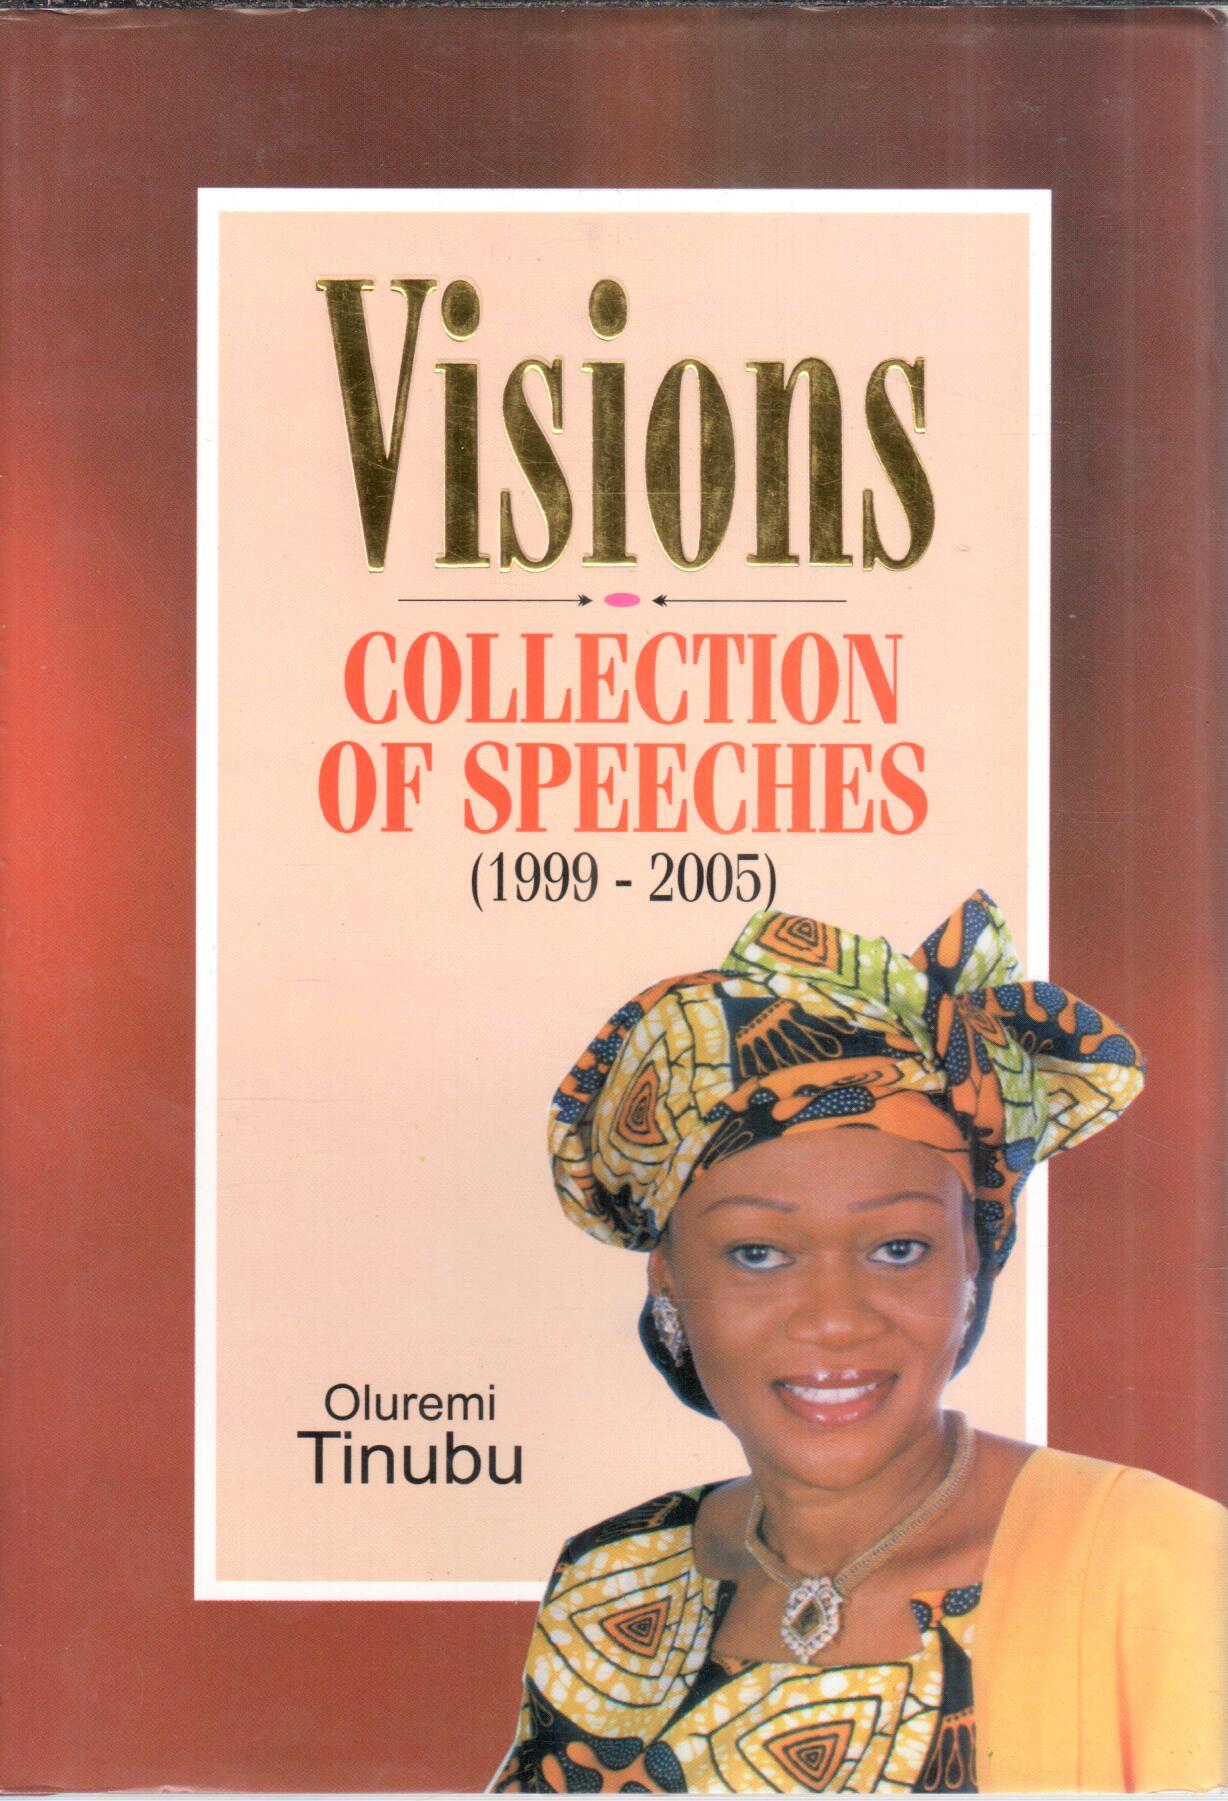 Visions
COLLECTION
OF SPEECHES
(1999 - 2005)
Oluremi
Tinubu